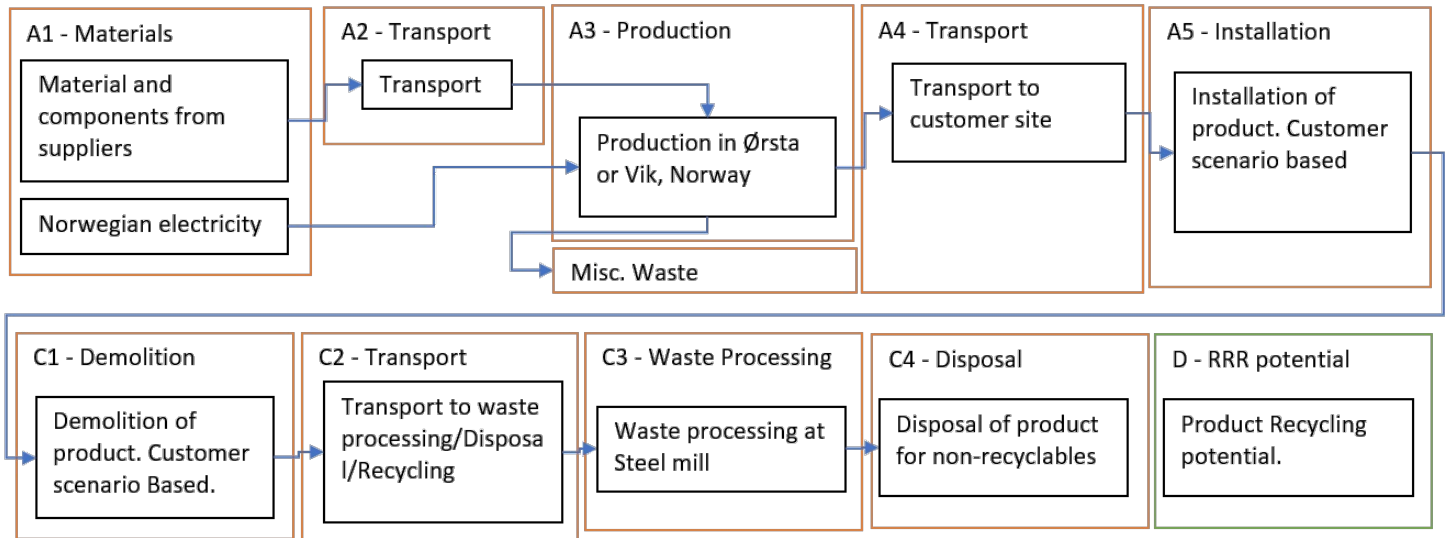 A1 - Materials
Material and
components from
suppliers
Norwegian electricity
A2 - Transport
Transport
A3 - Production
Production in Ørsta
or Vik, Norway
Misc. Waste
A4 - Transport
Transport to
customer site
A5 - Installation
Installation of
product. Customer
scenario based
C1 - Demolition
Demolition of
product. Customer
scenario Based.
C2 - Transport
Transport to waste
processing/Disposa
l/Recycling
C3 - Waste Processing
Waste processing at
Steel mill
C4 - Disposal
Disposal of product
for non-recyclables
D - RRR potential
Product Recycling
potential.